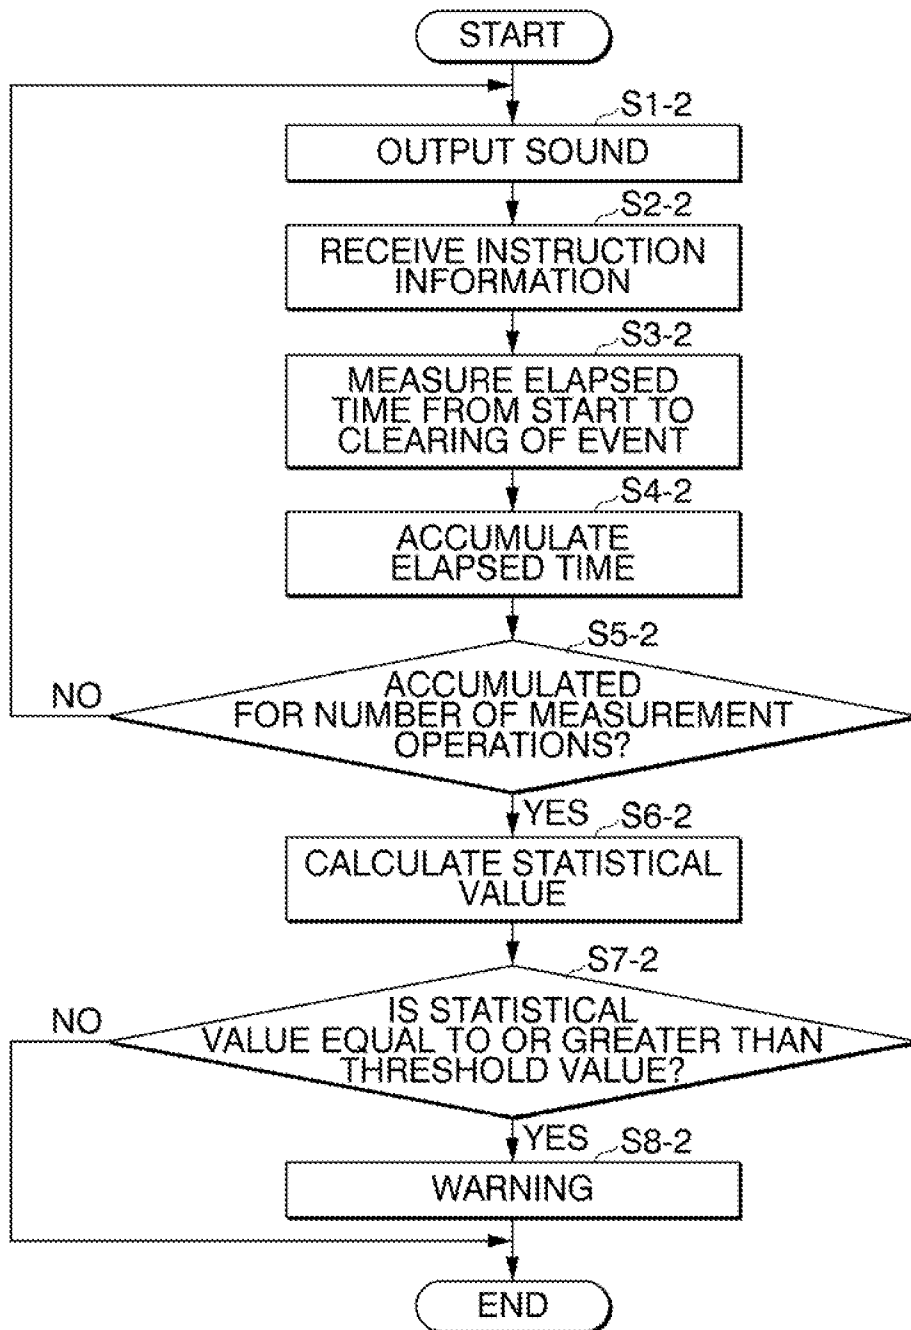 START
S1-2
OUTPUT SOUND
S2-2
RECEIVE INSTRUCTION
INFORMATION
S3-2
MEASURE ELAPSED
TIME FROM START TO
CLEARING OF EVENT
S4-2
ACCUMULATE
ELAPSED TIME
S5-2
NO
ACCUMULATED
FOR NUMBER OF MEASUREMENT
OPERATIONS?
YES
S6-2
CALCULATE STATISTICAL
VALUE
S7-2
NO
IS STATISTICAL
VALUE EQUAL TO OR GREATER THAN
THRESHOLD VALUE?
YES
S8-2
WARNING
END